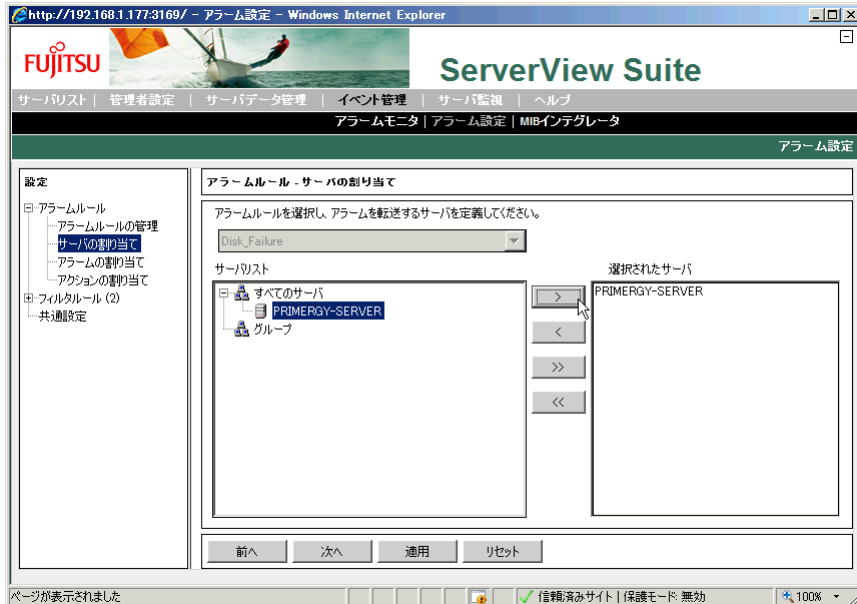 http://192.168.1.177:3169/ - アラーム設定 - Windows Internet Explorer
FUJITSU
ServerView Suite
サーバリスト | 管理者設定 | サーバデータ管理 | イベント管理 | サーバ監視 | ヘルプ
アラームモニタ | アラーム設定 | MIBインテグレータ
アラーム設定
設定
アラームルール
アラームルールの管理
サーバの割り当て
アラームの割り当て
アクションの割り当て
フィルタルール (2)
共通設定
アラームルール - サーバの割り当て
アラームルールを選択し、アラームを転送するサーバを定義してください。
Disk_Failure
サーバリスト
すべてのサーバ
PRIMERGY-SERVER
グループ
>
<
>>
<<
選択されたサーバ
PRIMERGY-SERVER
前へ 次へ 適用 リセット
ページが表示されました 信頼済みサイト | 保護モード: 無効 100%